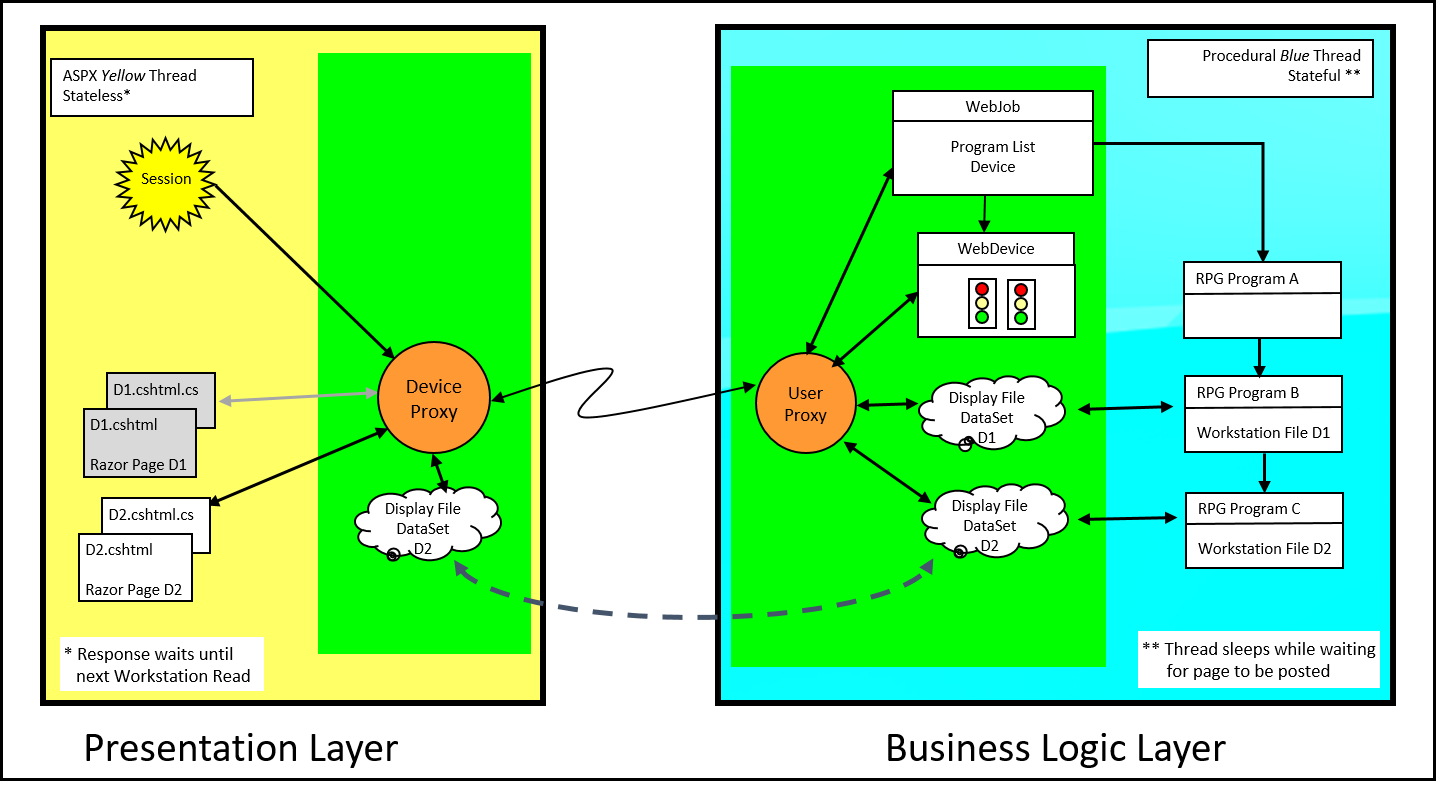 ASPX Yellow Thread
Stateless*
Session
Device
Proxy
D1.cshtml.cs
D1.cshtml
Razor Page D1
D2.cshtml.cs
D2.cshtml
Razor Page D2
Display File
DataSet
D2
* Response waits until
next Workstation Read
Presentation Layer
Procedural Blue Thread
Stateful **
WebJob
Program List
Device
WebDevice
User
Proxy
Display File
DataSet
D1
Display File
DataSet
D2
RPG Program A
RPG Program B
Workstation File D1
RPG Program C
Workstation File D2
** Thread sleeps while waiting
for page to be posted
Business Logic Layer